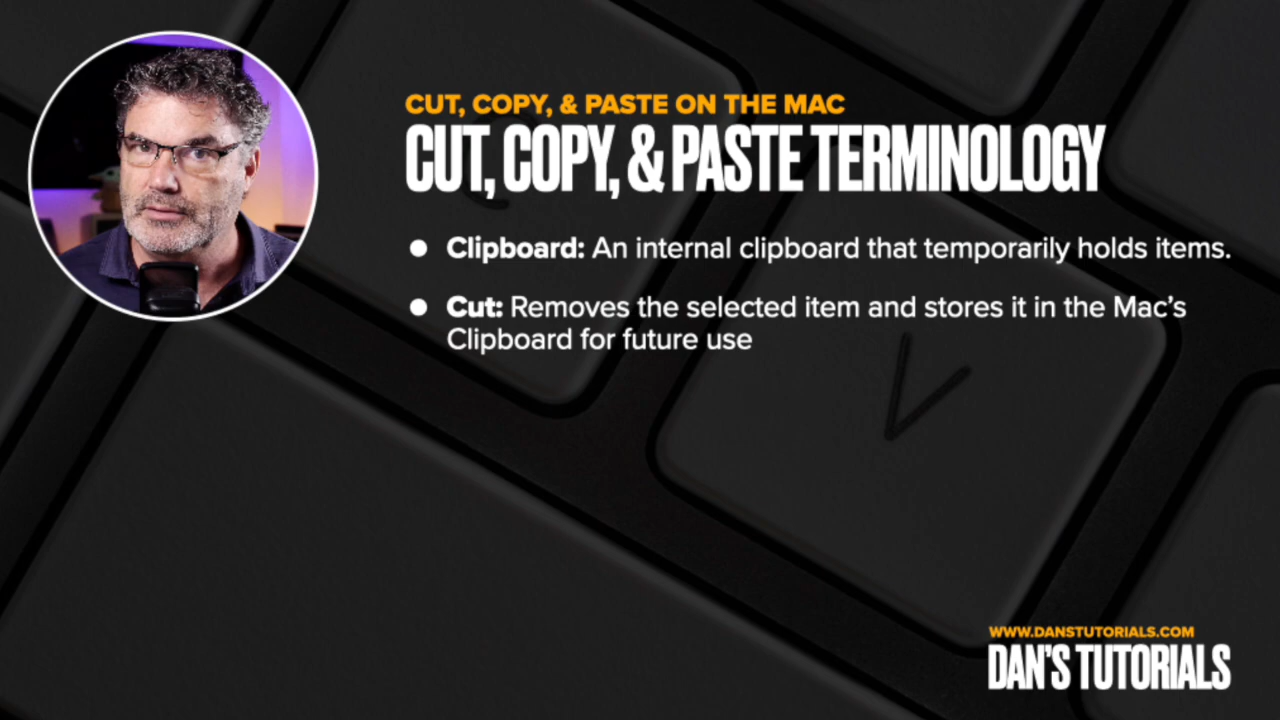 CUT, COPY, & PASTE ON THE MAC
CUT, COPY, & PASTE TERMINOLOGY
Clipboard: An internal clipboard that temporarily holds items.
Cut: Removes the selected item and stores it in the Mac’s
Clipboard for future use
V
WWW.DANSTUTORIALS.COM
DAN'S TUTORIALS